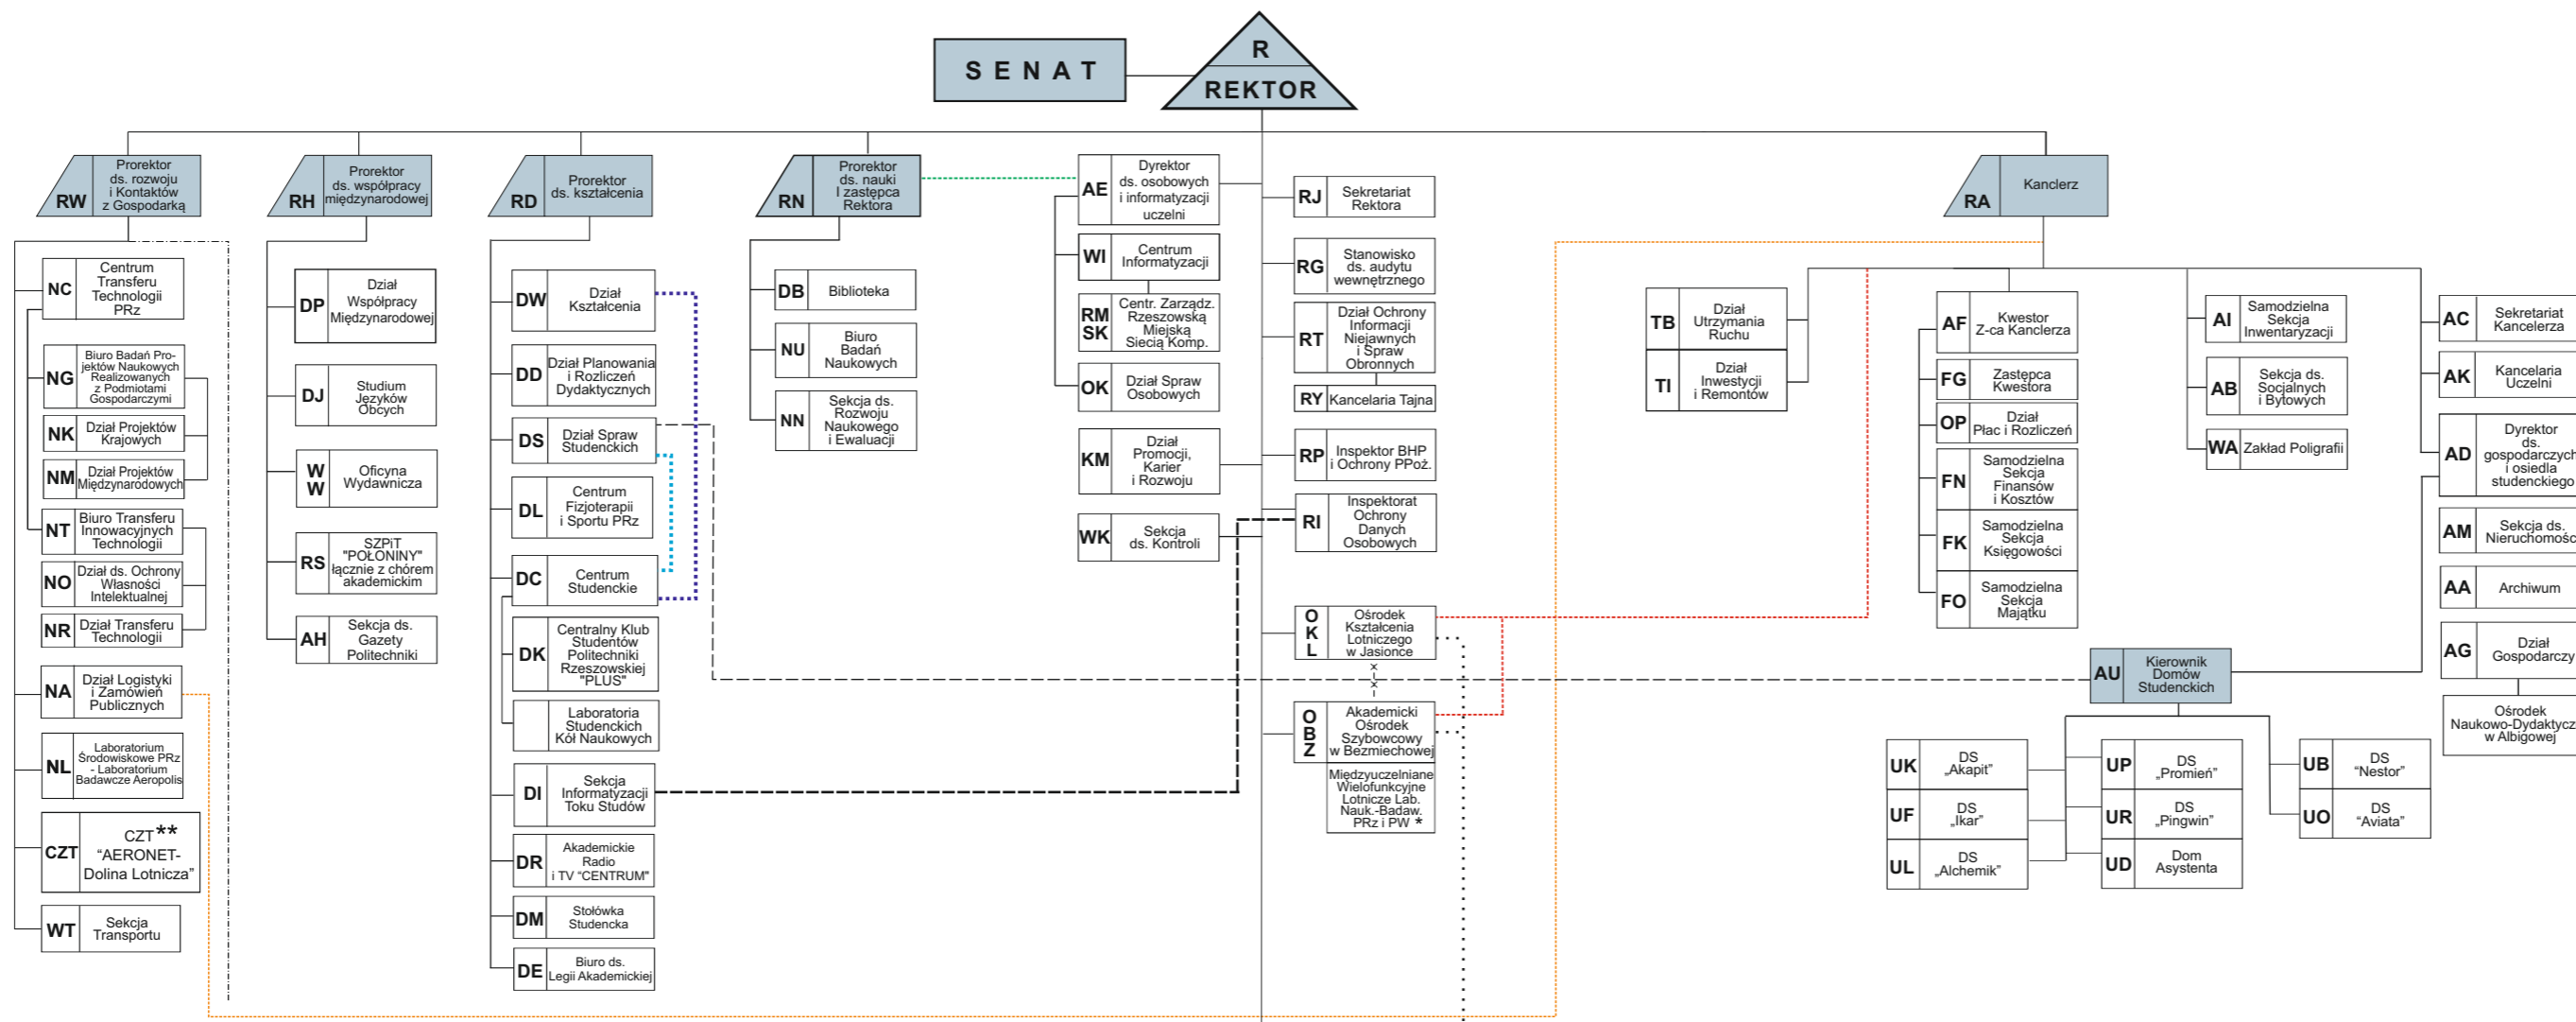 S E N A T
R
REKTOR
RW
Prorektor
ds. rozwoju
i Kontaktów
z Gospodarką
RH
Prorektor
ds. współpracy
międzynarodowej
RD
Prorektor
ds. kształcenia
RN
Prorektor
ds. nauki
I zastępca
Rektora
RA
Kanclerz
NC
Centrum
Transferu
Technologii
PRz
NG
Biuro Badań Pro-
jektów Naukowych
Realizowanych
z Podmiotami
Gospodarczymi
NK
Dział Projektów
Krajowych
NM
Dział Projektów
Międzynarodowych
NT
Biuro Transferu
Innowacyjnych
Technologii
NO
Dział ds. Ochrony
Własności
Intelektualnej
NR
Dział Transferu
Technologii
NA
Dział Logistyki
i Zamówień
Publicznych
NL
Laboratorium
Środowiskowe PRz
- Laboratorium
Badawcze Aeropolis
CZT
CZT**
"AERONET-
Dolina Lotnicza"
WT
Sekcja
Transportu
DP
Dział
Współpracy
Międzynarodowej
DJ
Studium
Języków
Obcych
W
W
Oficyna
Wydawnicza
RS
SZPiT
"POŁONINY"
łącznie z chórem
akademickim
AH
Sekcja ds.
Gazety
Politechniki
DW
Dział
Kształcenia
DD
Dział Planowania
i Rozliczeń
Dydaktycznych
DS
Dział Spraw
Studenckich
DL
Centrum
Fizjoterapii
i Sportu PRz
DC
Centrum
Studenckie
DK
Centralny Klub
Studentów
Politechniki
Rzeszowskiej
"PLUS"
Laboratoria
Studenckich
Kół Naukowych
DI
Sekcja
Informatyzacji
Toku Studów
DR
Akademickie
Radio
i TV "CENTRUM"
DM
Stołówka
Studencka
DE
Biuro ds.
Legii Akademickiej
DB
Biblioteka
NU
Biuro
Badań
Naukowych
NN
Sekcja ds.
Rozwoju
Naukowego
i Ewaluacji
AE
Dyrektor
ds. osobowych
i informatyzacji
uczelni
WI
Centrum
Informatyzacji
RM
SK
Centr. Zarządz.
Rzeszowską
Miejską
Siecią Komp.
OK
Dział Spraw
Osobowych
KM
Dział
Promocji,
Karier
i Rozwoju
WK
Sekcja
ds. Kontroli
RJ
Sekretariat
Rektora
RG
Stanowisko
ds. audytu
wewnętrznego
RT
Dział Ochrony
Informacji
Niejawnych
i Spraw
Obronnych
RY
Kancelaria Tajna
RP
Inspektor BHP
i Ochrony PPoż.
RI
Inspektorat
Ochrony
Danych
Osobowych
O
K
L
Ośrodek
Kształcenia
Lotniczego
w Jasionce
O
B
Z
Akademicki
Ośrodek
Szybowcowy
w Bezmiechowej
Międzyuczelniane
Wielofunkcyjne
Lotnicze Lab.
Nauk.-Badaw.
PRz i PW *
TB
Dział
Utrzymania
Ruchu
TI
Dział
Inwestycji
i Remontów
AF
Kwestor
Z-ca Kanclerza
FG
Zastępca
Kwestora
OP
Dział
Płac i Rozliczeń
FN
Samodzielna
Sekcja
Finansów
i Kosztów
FK
Samodzielna
Sekcja
Księgowości
FO
Samodzielna
Sekcja
Majątku
AI
Samodzielna
Sekcja
Inwentaryzacji
AB
Sekcja ds.
Socjalnych
i Bytowych
WA
Zakład Poligrafii
AC
Sekretariat
Kancelerza
AK
Kancelaria
Uczelni
AD
Dyrektor
ds.
gospodarczych
i osiedla
studenckiego
AM
Sekcja ds.
Nieruchomośc
AA
Archiwum
AG
Dział
Gospodarczy
Ośrodek
Naukowo-Dydaktycz
w Albigowej
AU
Kierownik
Domów
Studenckich
UK
DS
„Akapit”
UF
DS
„Ikar”
UL
DS
„Alchemik”
UP
DS
„Promień”
UR
DS
„Pingwin”
UD
Dom
Asystenta
UB
DS
“Nestor”
UO
DS
“Aviata”